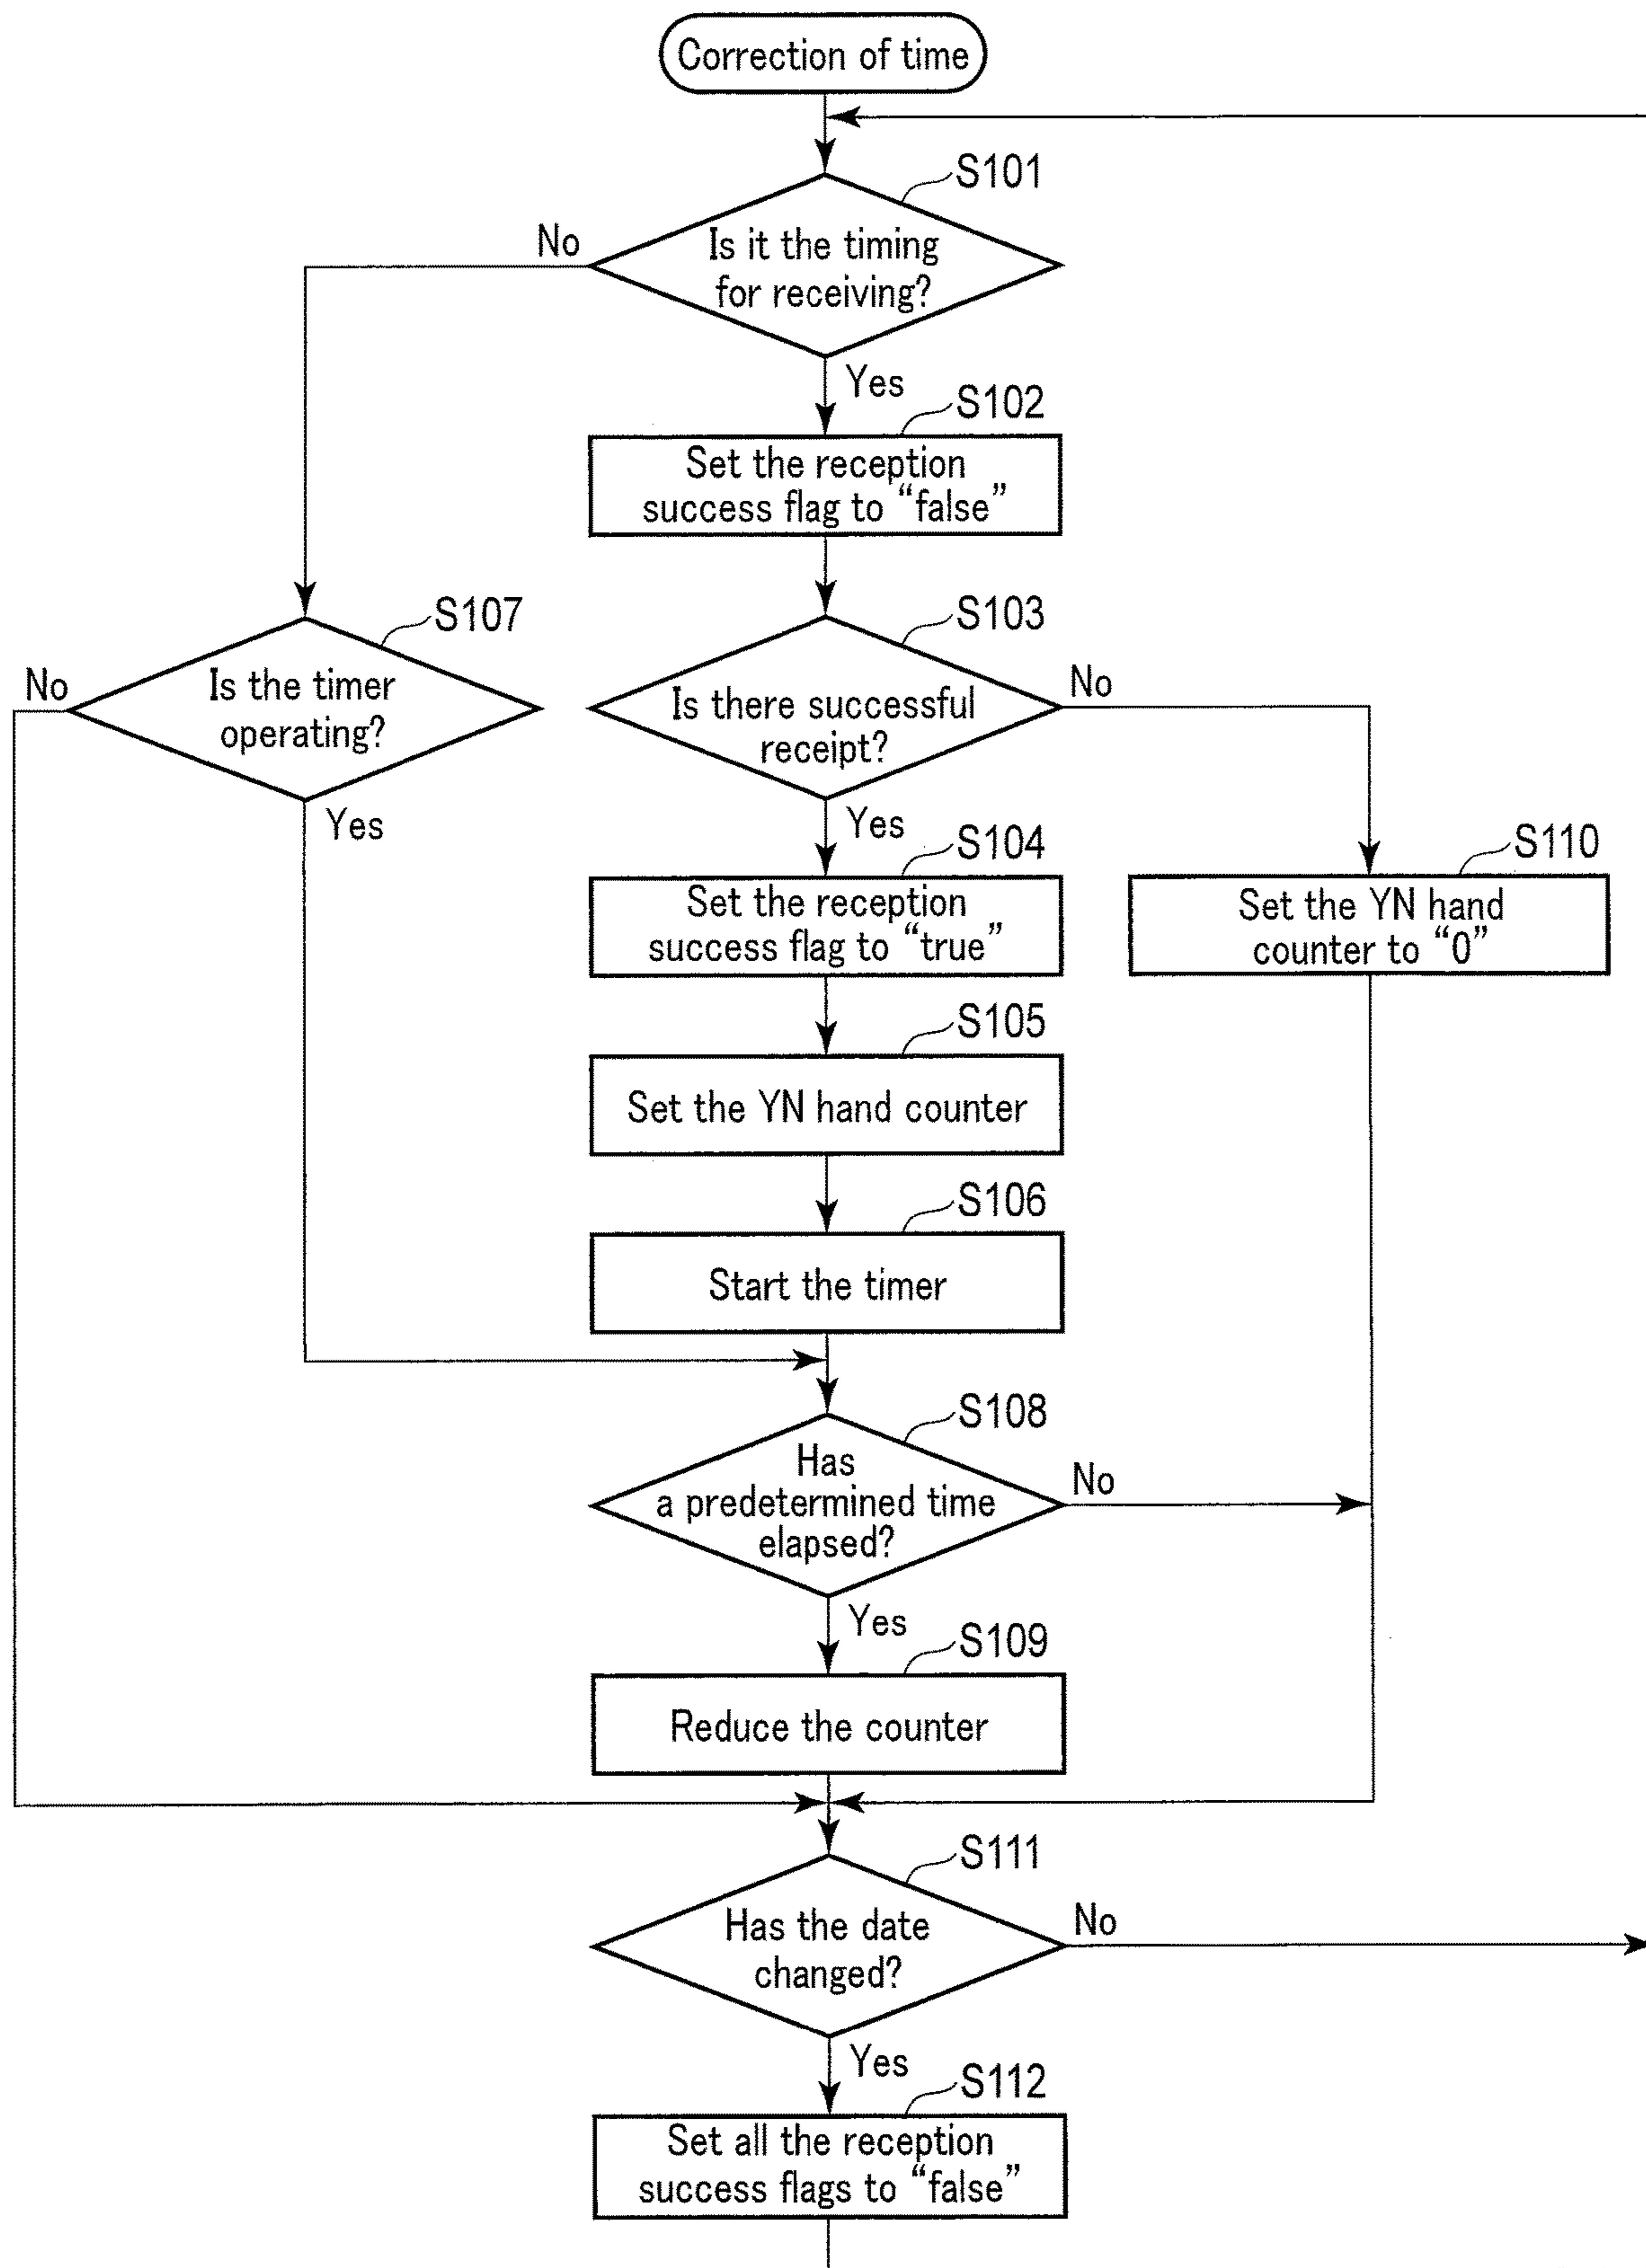 Correction of time
S101
No
Is it the timing
for receiving?
Yes
S102
Set the reception
success flag to “false”
S107
S103
No
Is the timer
operating?
Is there successful
receipt?
No
Yes
Yes
S104
S110
Set the reception
success flag to “true”
Set the YN hand
counter to “0”
S105
Set the YN hand counter
S106
Start the timer
S108
Has
a predetermined time
elapsed?
No
Yes
S109
Reduce the counter
S111
Has the date
changed?
No
Yes
S112
Set all the reception
success flags to “false”